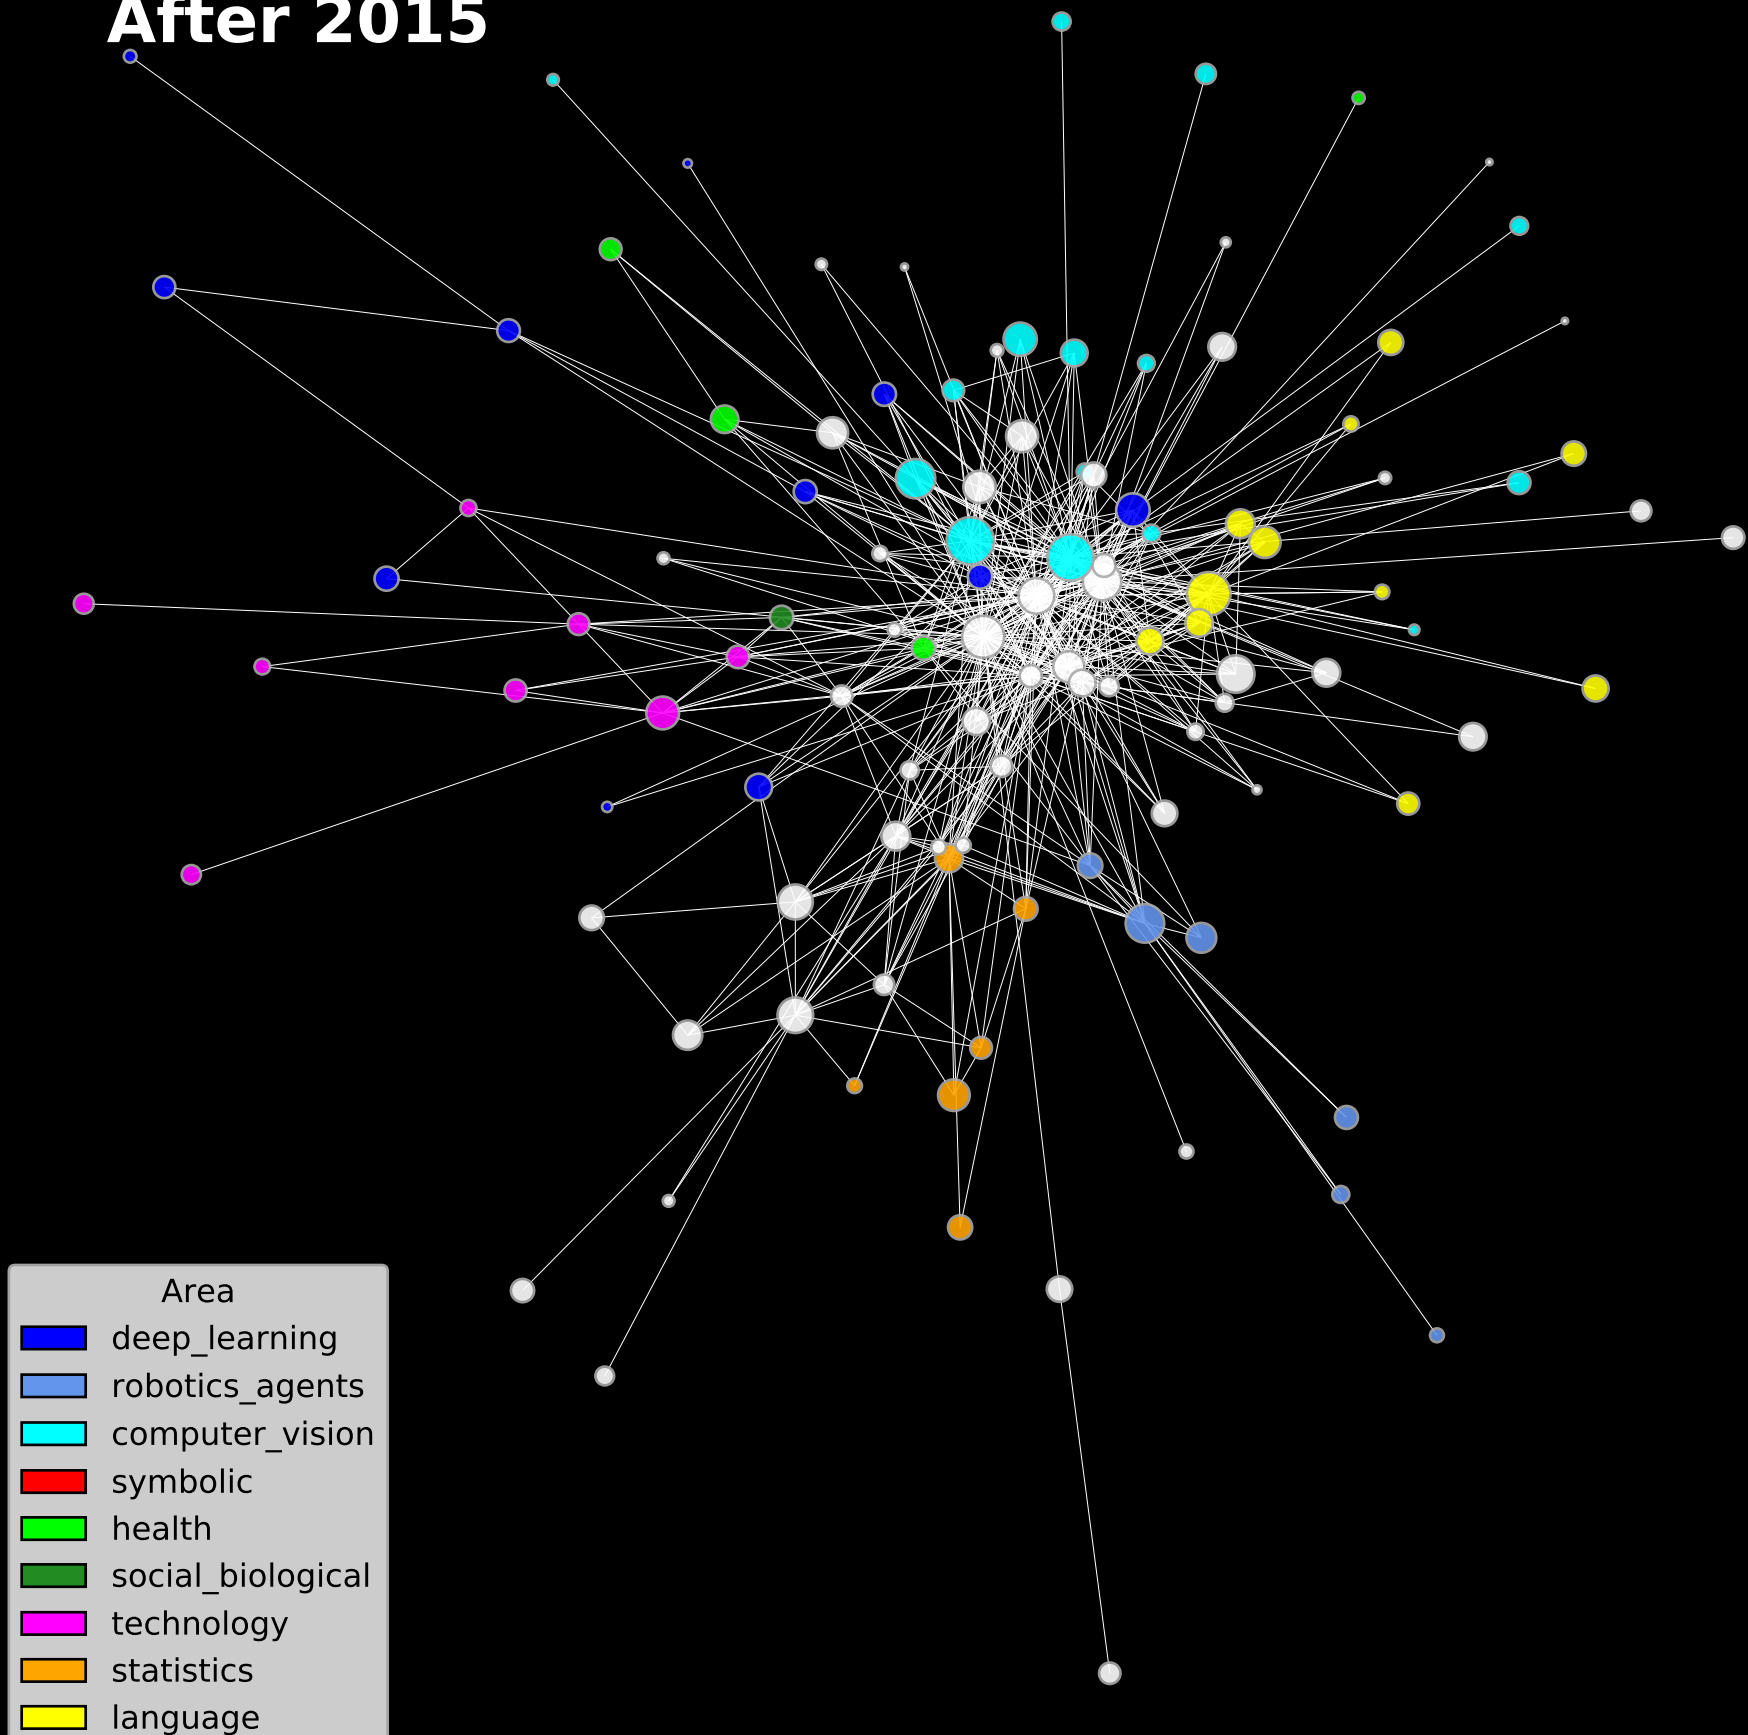 After 2015
Area
deep_learning
robotics_agents
computer_vision
symbolic
health
social_biological
technology
statistics
language